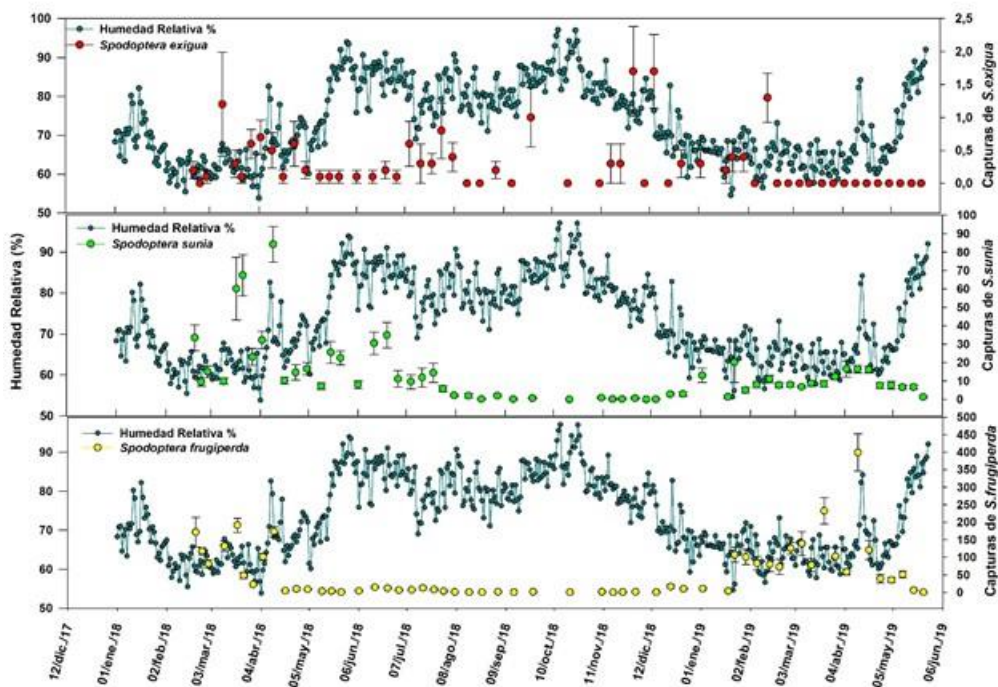 100
90
80
70
60
50
Humedad Relativa %
Spodoptera exigua
2,5
2,0
1,5
1,0
0,5
0,0
Capturas de S.exigua
Humedad Relativa (%)
90
80
70
60
50
Humedad Relativa %
Spodoptera sunia
100
90
80
70
60
50
40
30
20
10
0
Capturas de S.sunia
90
80
70
60
50
Humedad Relativa %
Spodoptera frugiperda
500
450
400
350
300
250
200
150
100
50
0
Capturas de S.frugiperda
12/dic./17
01/ene./18
02/feb./18
03/mar./18
04/abr./18
05/may./18
06/jun./18
07/jul./18
08/ago./18
09/sep./18
10/oct./18
11/nov./18
12/dic./18
01/ene./19
02/feb./19
03/mar./19
04/abr./19
05/may./19
06/jun./19